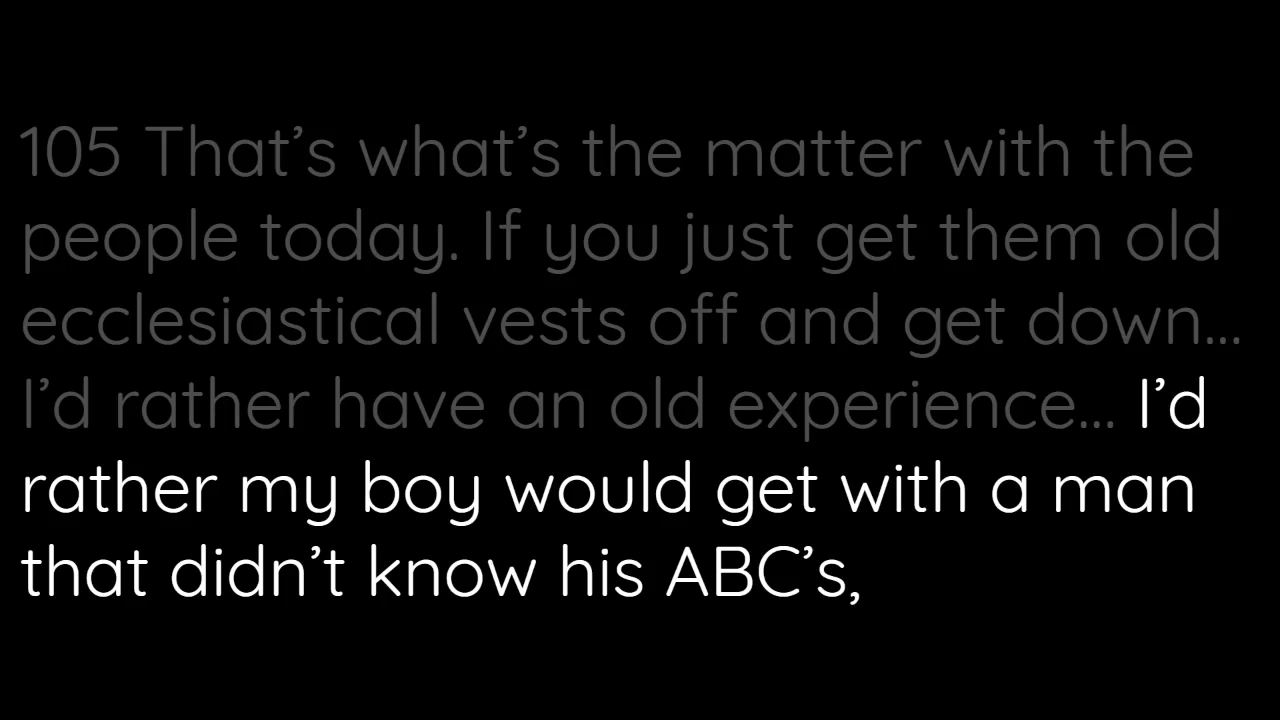 105 That’s what’s the matter with the
people today. If you just get them old
ecclesiastical vests off and get down...
I’d rather have an old experience... I’d
rather my boy would get with a man
that didn’t know his ABC’s,